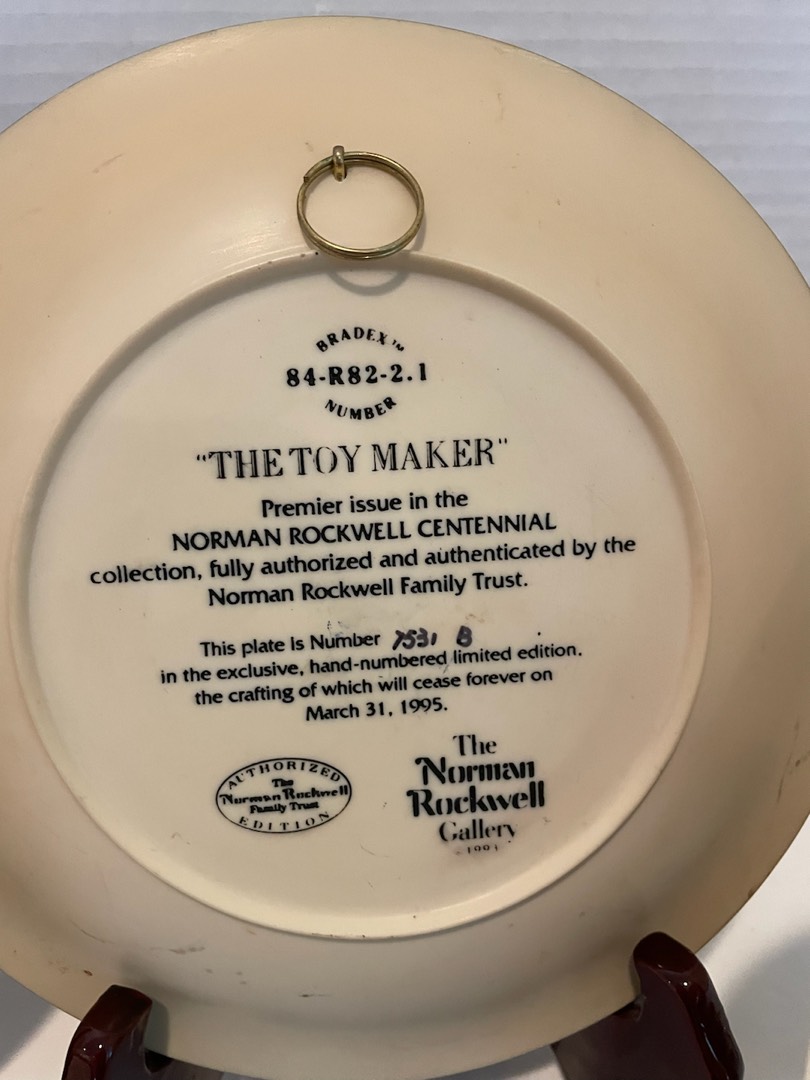 BRADEX™
84-R82-2.1
NUMBER
"THE TOY MAKER"
Premier issue in the
NORMAN ROCKWELL CENTENNIAL
collection, fully authorized and authenticated by the
Norman Rockwell Family Trust.
This plate is Number 7531 B
in the exclusive, hand-numbered limited edition.
the crafting of which will cease forever on
March 31, 1995.
AUTHORIZED
The
Norman Rockwell
Family Trust
EDITION
The
Norman
Rockwell
Gallery